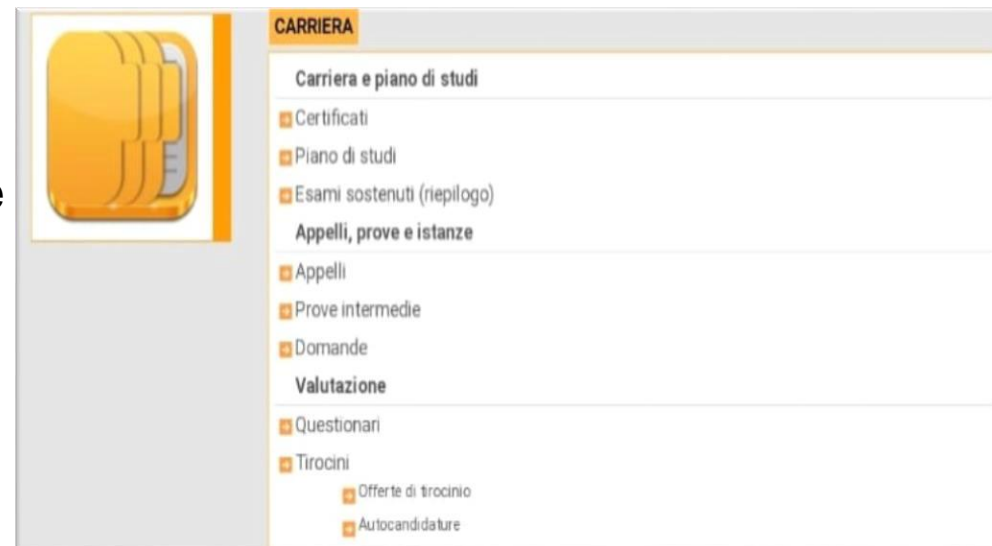 CARRIERA
Carriera e piano di studi
Certificati
Piano di studi
Esami sostenuti (riepilogo)
Appelli, prove e istanze
Appelli
Prove intermedie
Domande
Valutazione
Questionari
Tirocini
Offerte di tirocinio
Autocandidature